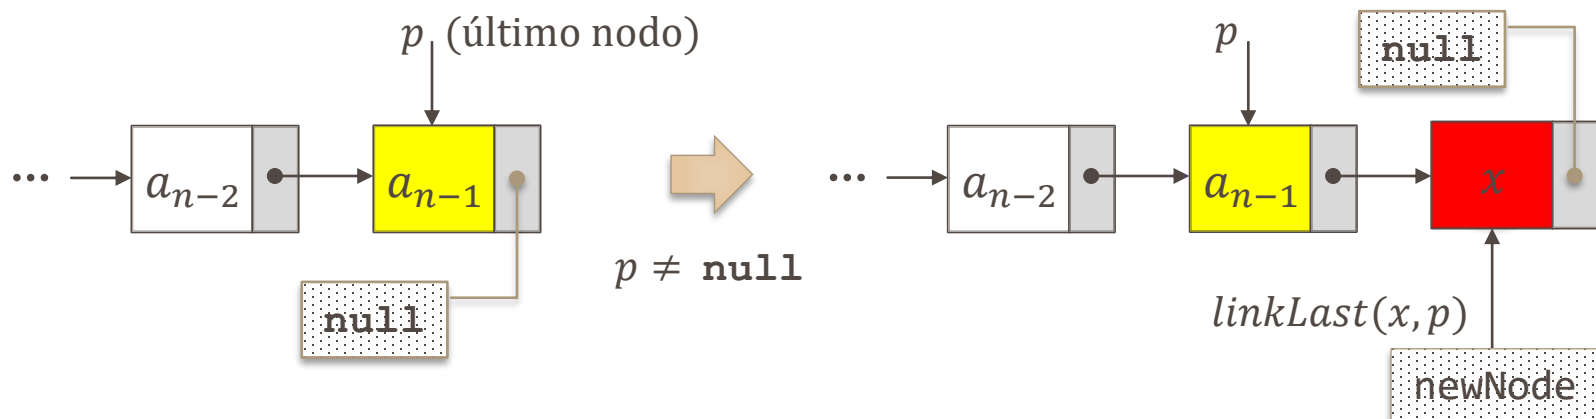 p (último nodo)
... a_{n-2} a_{n-1}
null
p ≠ null
p
null
... a_{n-2} a_{n-1} x
linkLast(x, p)
newNode